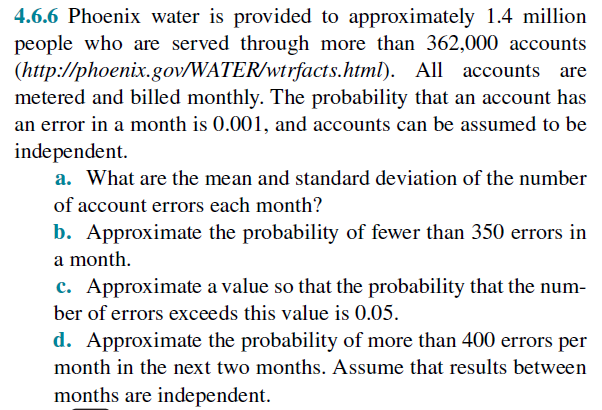 4.6.6 Phoenix water is provided to approximately 1.4 million
people who are served through more than 362,000 accounts
(http://phoenix.gov/WATER/wtrfacts.html). All accounts are
metered and billed monthly. The probability that an account has
an error in a month is 0.001, and accounts can be assumed to be
independent.
a. What are the mean and standard deviation of the number
of account errors each month?
b. Approximate the probability of fewer than 350 errors in
a month.
c. Approximate a value so that the probability that the num-
ber of errors exceeds this value is 0.05.
d. Approximate the probability of more than 400 errors per
month in the next two months. Assume that results between
months are independent.